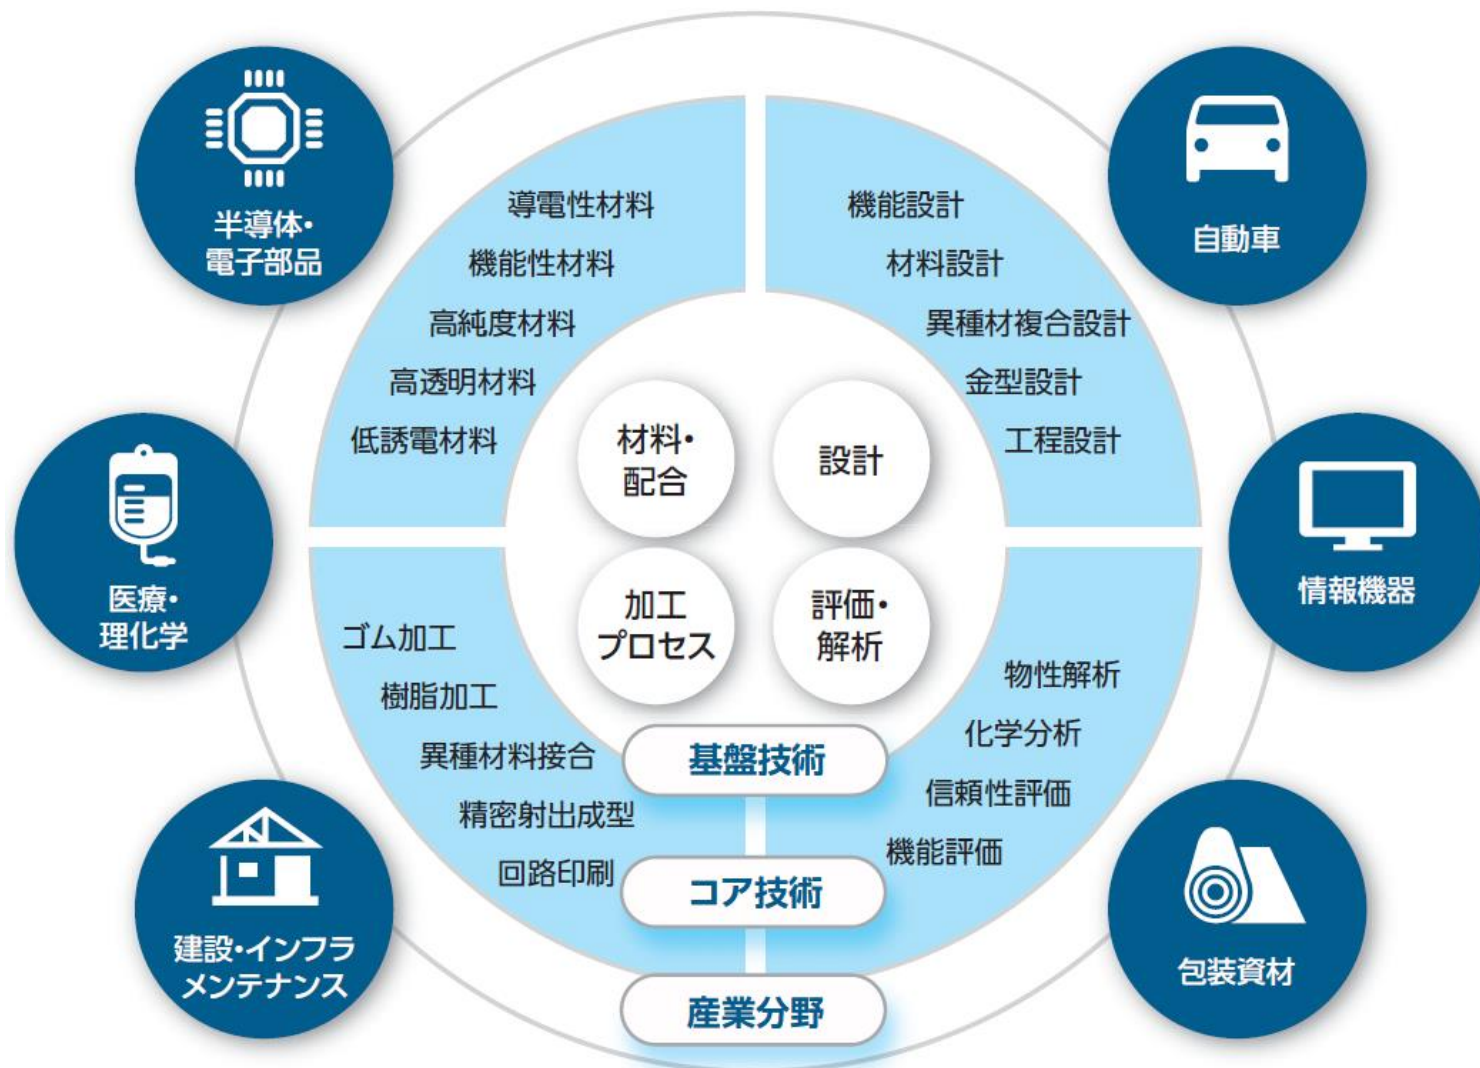 半導体・
電子部品
自動車
医療・
理化学
情報機器
建設・インフラ
メンテナンス
包装資材
導電性材料
機能性材料
高純度材料
高透明材料
低誘電材料
機能設計
材料設計
異種材複合設計
金型設計
工程設計
材料・
配合
設計
加工
プロセス
評価・
解析
ゴム加工
樹脂加工
異種材料接合
精密射出成型
回路印刷
物性解析
化学分析
信頼性評価
機能評価
基盤技術
コア技術
産業分野